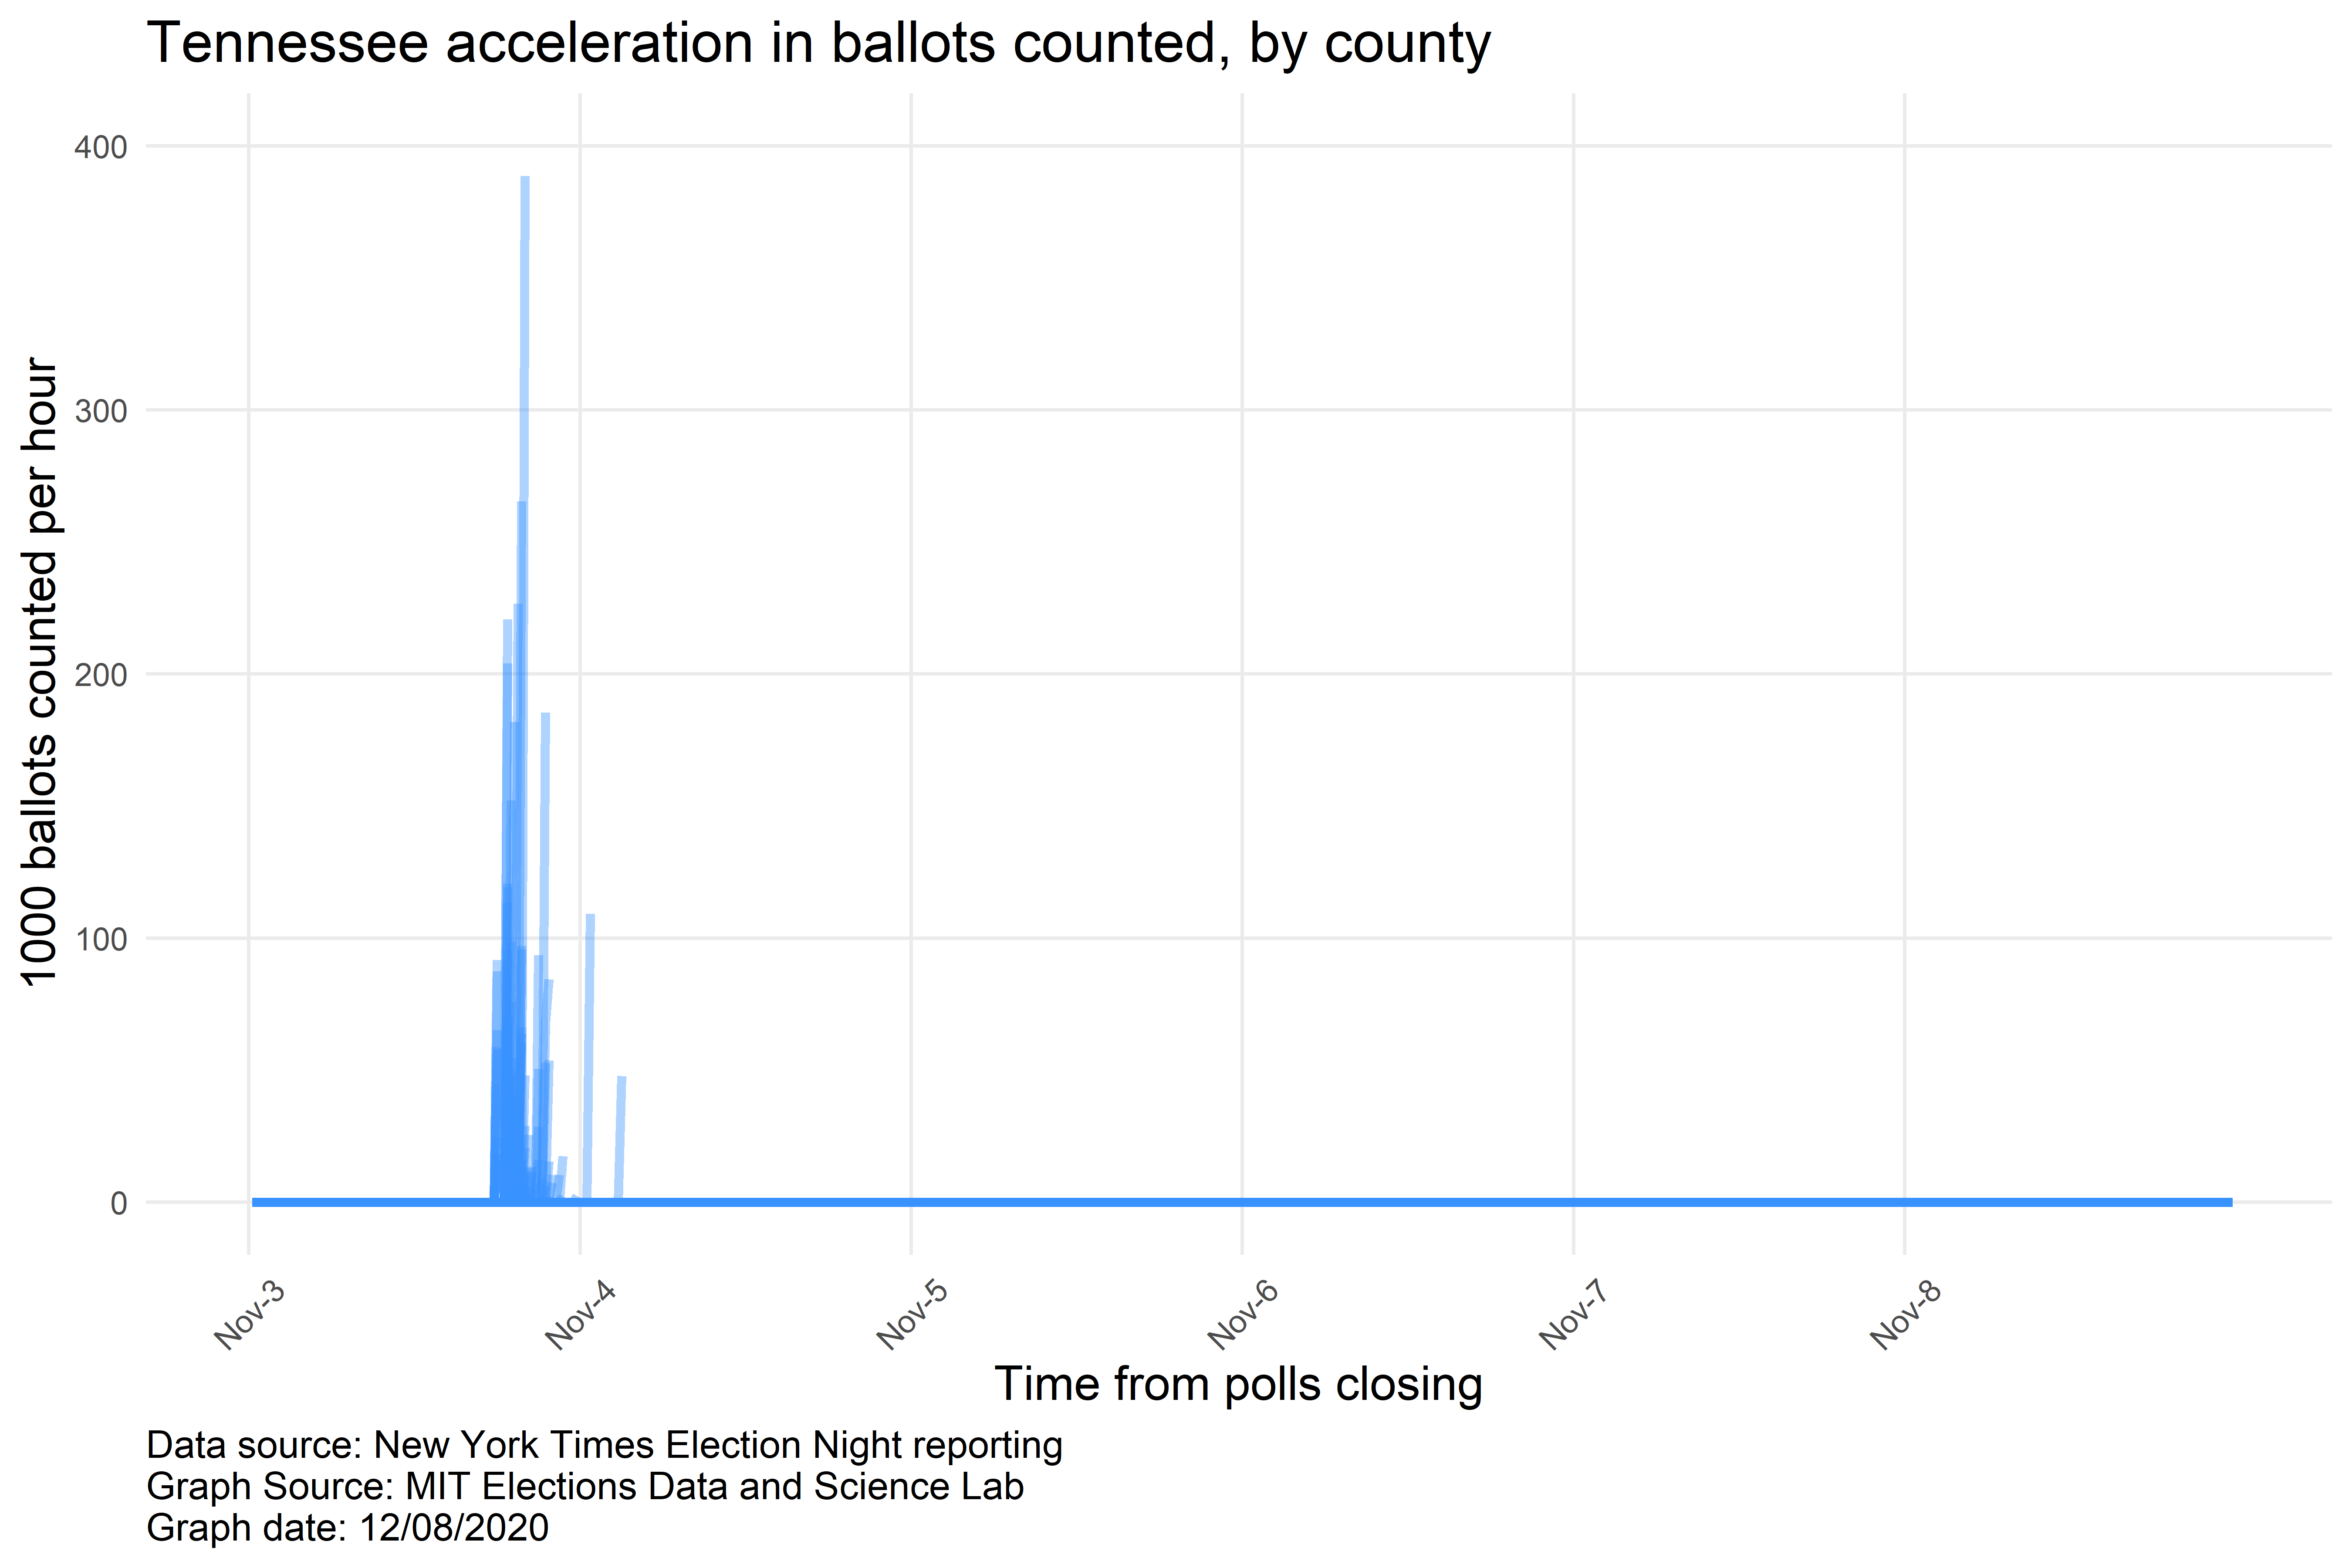 Tennessee acceleration in ballots counted, by county
1000 ballots counted per hour
400
300
200
100
0
Nov-3
Nov-4
Nov-5
Nov-6
Nov-7
Nov-8
Time from polls closing
Data source: New York Times Election Night reporting
Graph Source: MIT Elections Data and Science Lab
Graph date: 12/08/2020